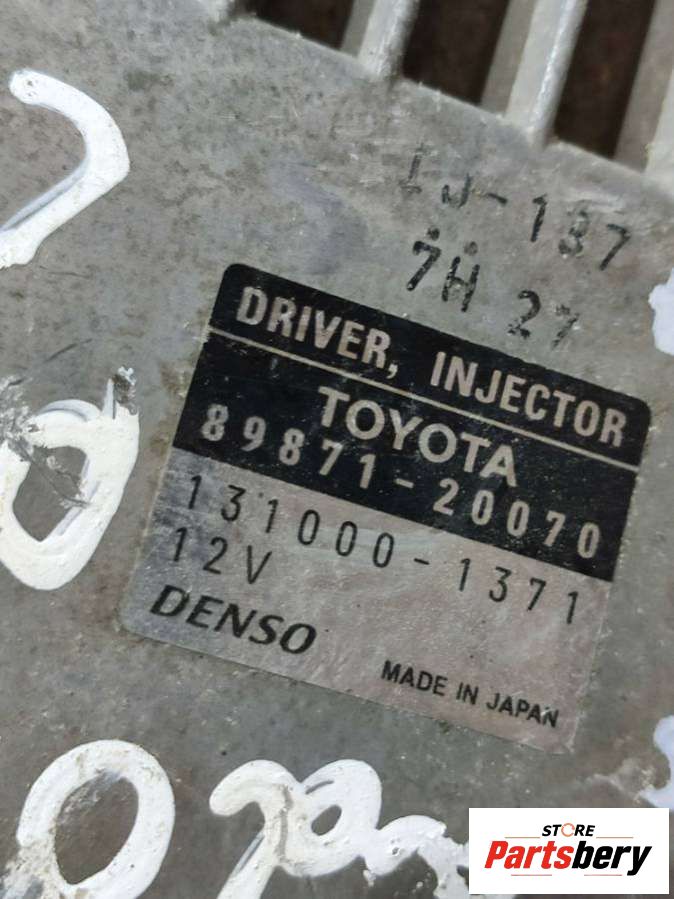 IJ-137
7H 27
DRIVER, INJECTOR
TOYOTA
89871-20070
131000-1371
12V
DENSO
MADE IN JAPAN
STORE
Partsbery